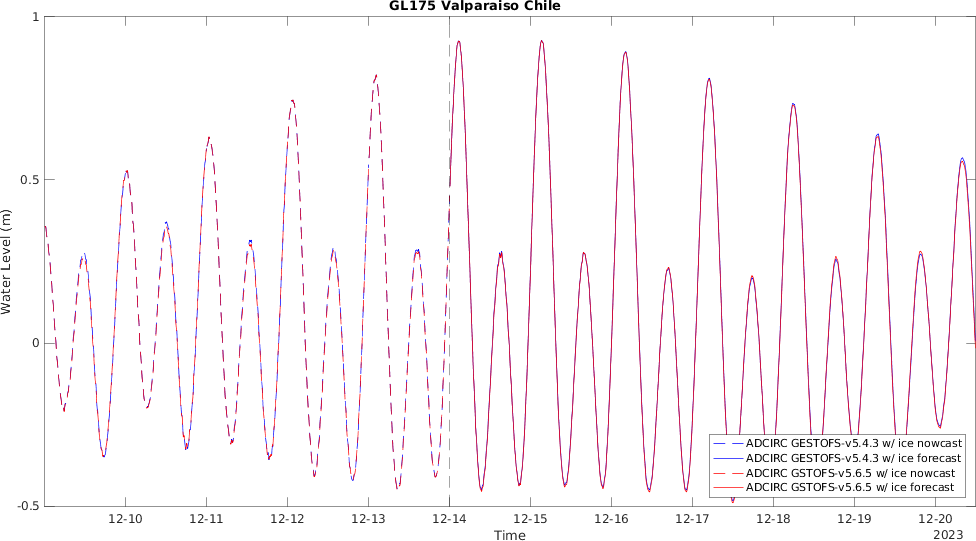 GL175 Valparaiso Chile
1
0.5
0
-0.5
Water Level (m)
12-10 12-11 12-12 12-13 12-14 12-15 12-16 12-17 12-18 12-19 12-20
Time
2023
ADCIRC GESTOFS-v5.4.3 w/ ice nowcast
ADCIRC GESTOFS-v5.4.3 w/ ice forecast
ADCIRC GSTOFS-v5.6.5 w/ ice nowcast
ADCIRC GSTOFS-v5.6.5 w/ ice forecast